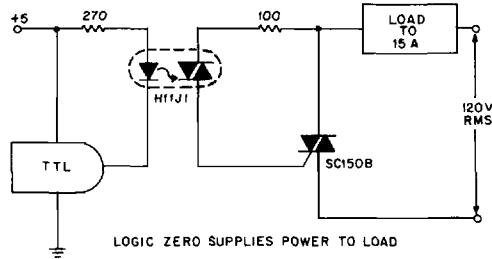 +5
270
100
LOAD
TO
15 A
H11J1
120V
RMS
TTL
SC150B
LOGIC ZERO SUPPLIES POWER TO LOAD